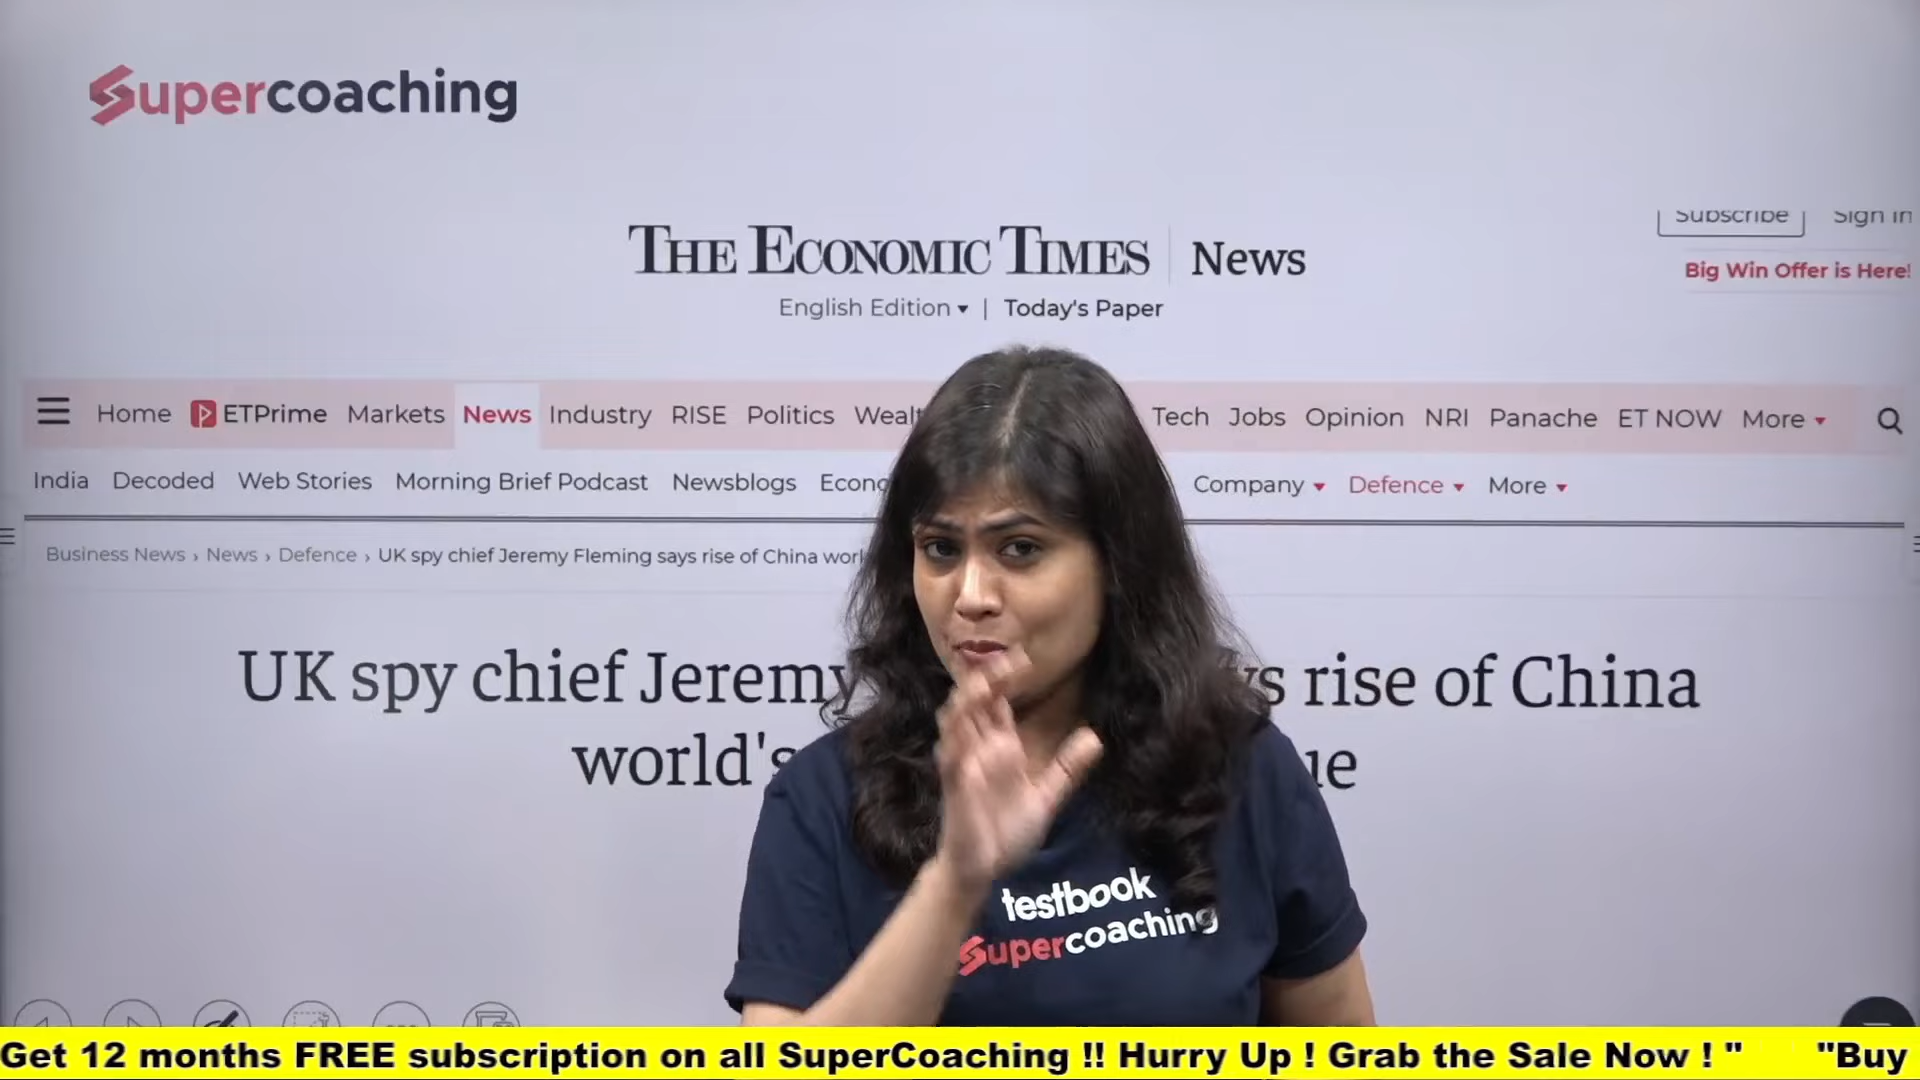 Supercoaching
Subscribe Sign In
THE ECONOMIC TIMES | News
Big Win Offer is Here!
English Edition | Today's Paper
Home ETPrime Markets News Industry RISE Politics Tech Jobs Opinion NRI Panache ET NOW More
India Decoded Web Stories Morning Brief Podcast Newsblogs Company Defence More
Business News › News › Defence › UK spy chief Jeremy Fleming says rise of China
UK spy chief Jeremy rise of China
world's
testbook
Supercoaching
Get 12 months FREE subscription on all SuperCoaching !! Hurry Up ! Grab the Sale Now ! " "Buy